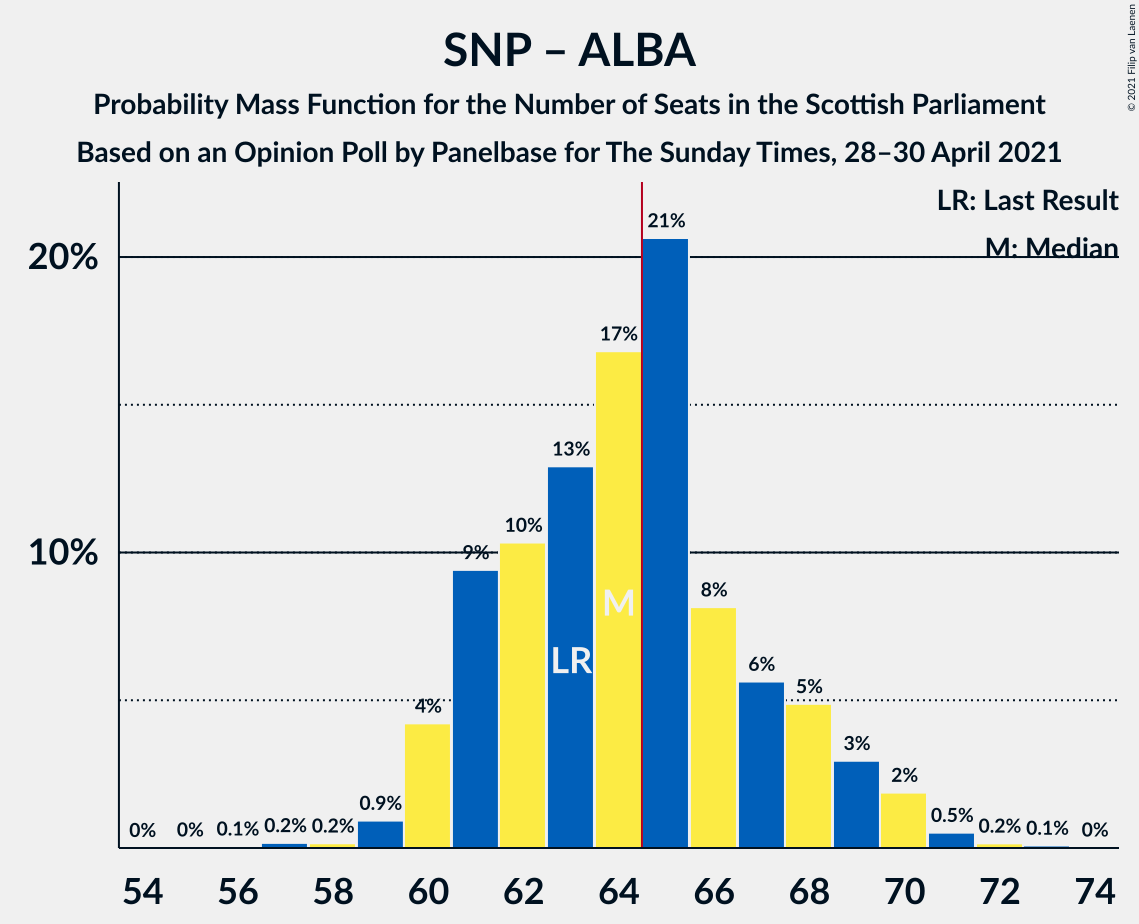 SNP – ALBA
Probability Mass Function for the Number of Seats in the Scottish Parliament
Based on an Opinion Poll by Panelbase for The Sunday Times, 28–30 April 2021
© 2021 Filip van Laenen
LR: Last Result
M: Median
20%
10%
0%
0%
0.1%
0.2%
0.2%
0.9%
4%
9%
10%
13%
17%
21%
8%
6%
5%
3%
2%
0.5%
0.2%
0.1%
0%
LR
M
54 56 58 60 62 64 66 68 70 72 74